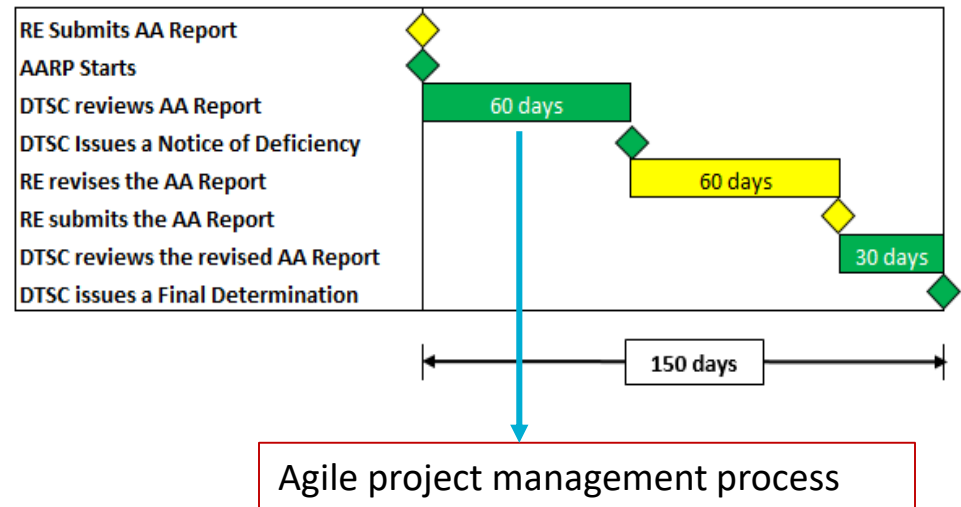 RE Submits AA Report
AARP Starts
DTSC reviews AA Report
60 days
DTSC Issues a Notice of Deficiency
RE revises the AA Report
60 days
RE submits the AA Report
DTSC reviews the revised AA Report
30 days
DTSC issues a Final Determination
150 days
Agile project management process